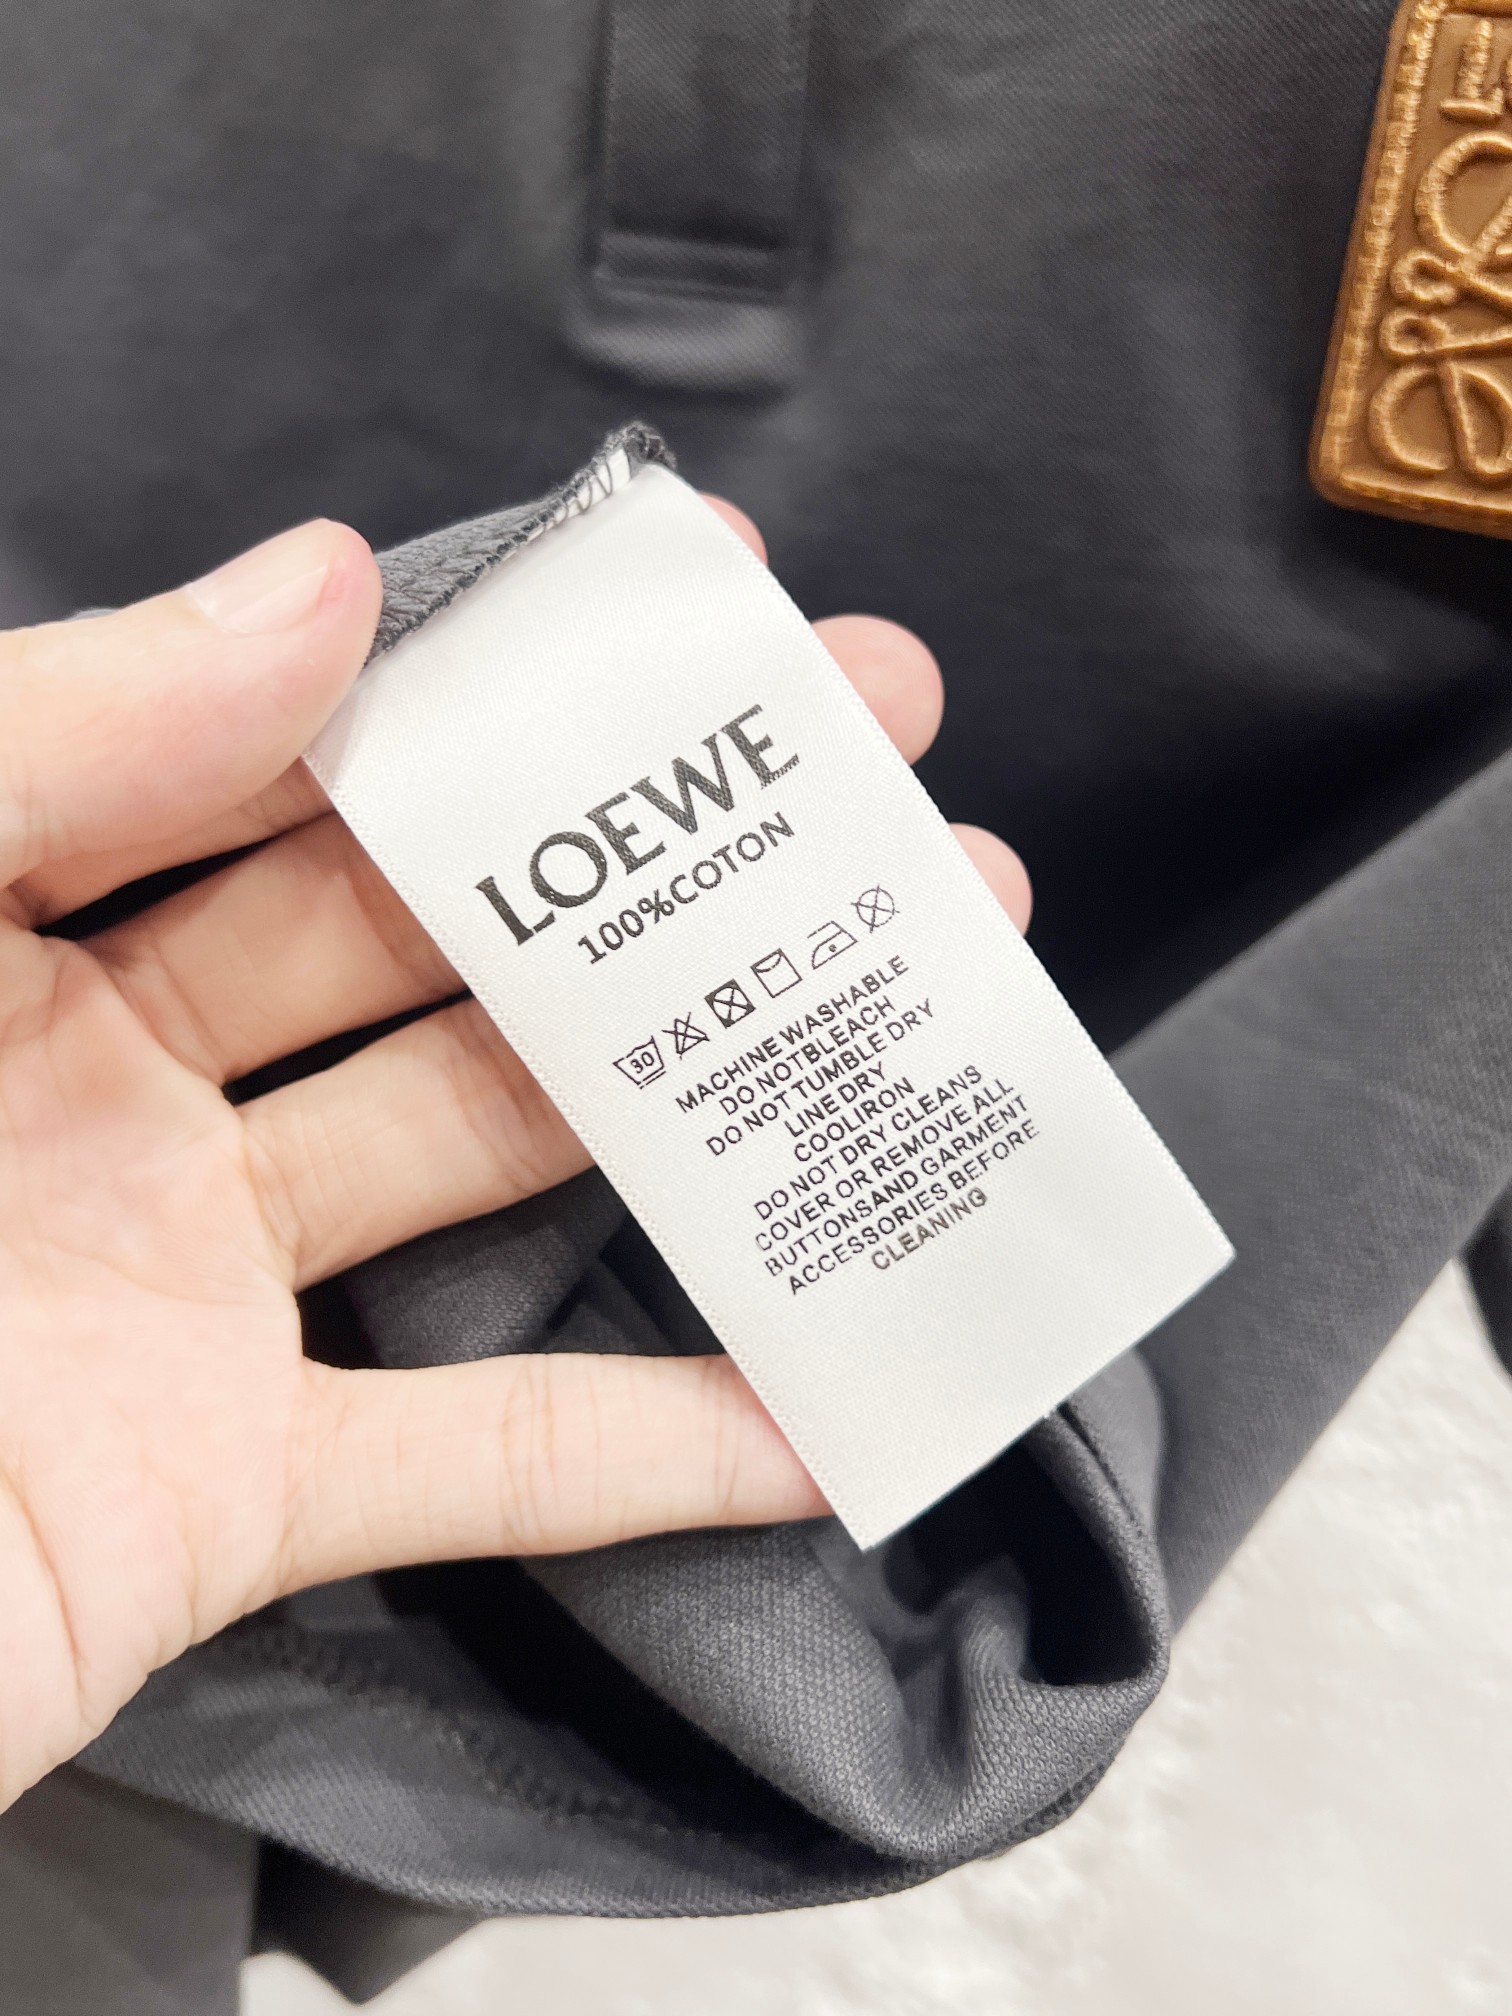 LOEWE
100%COTON
30
MACHINE WASHABLE
DO NOTBLEACH
DO NOT TUMBLE DRY
LINE DRY
COOLIRON
DO NOT DRY CLEANS
COVER OR REMOVE ALL
BUTTONSAND GARMENT
ACCESSORIES BEFORE
CLEANING